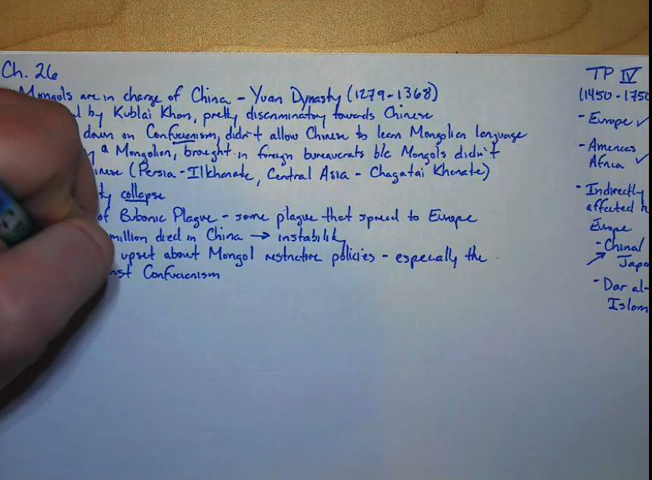 Ch. 26
Mongols are in charge of China - Yuan Dynasty (1279-1368)
by Kublai Khan, pretty discriminatory towards Chinese
down on Confucianism, didn't allow Chinese to learn Mongolian language
a Mongolian, brought in foreign bureaucrats b/c Mongols didn't
(Persia - Ilkhanate, Central Asia - Chagatai Khanate)
collapse
of Bubonic Plague - some plague that spread to Europe
million died in China → instability
upset about Mongol restrictive policies - especially the
Confucianism
TP IV
(1450-1750
- Europe ✓
- Americas
Africa ✓
- Indirectly
affected
Europe
- China
Japa
- Dar al-
Islam